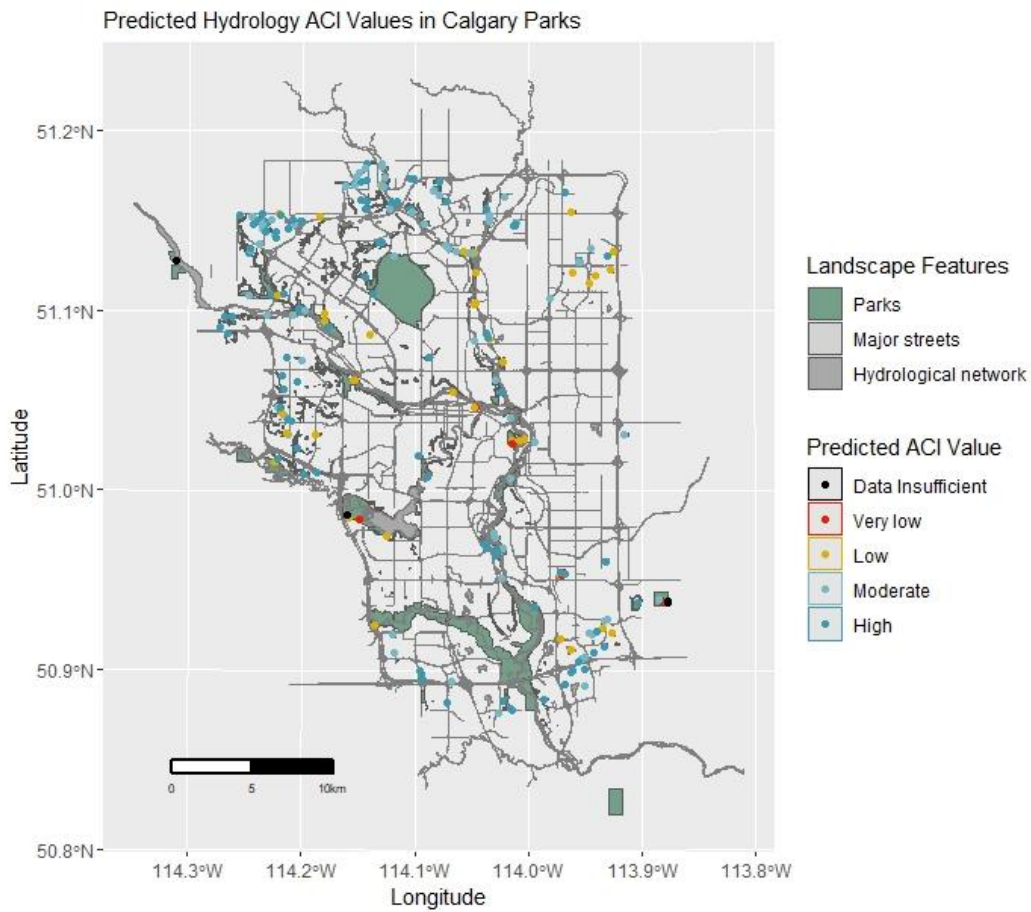 Predicted Hydrology ACI Values in Calgary Parks
51.2°N
51.1°N
51.0°N
50.9°N
50.8°N
Latitude
0 5 10km
114.3°W 114.2°W 114.1°W 114.0°W 113.9°W 113.8°W
Longitude
Landscape Features
Parks
Major streets
Hydrological network
Predicted ACI Value
Data Insufficient
Very low
Low
Moderate
High